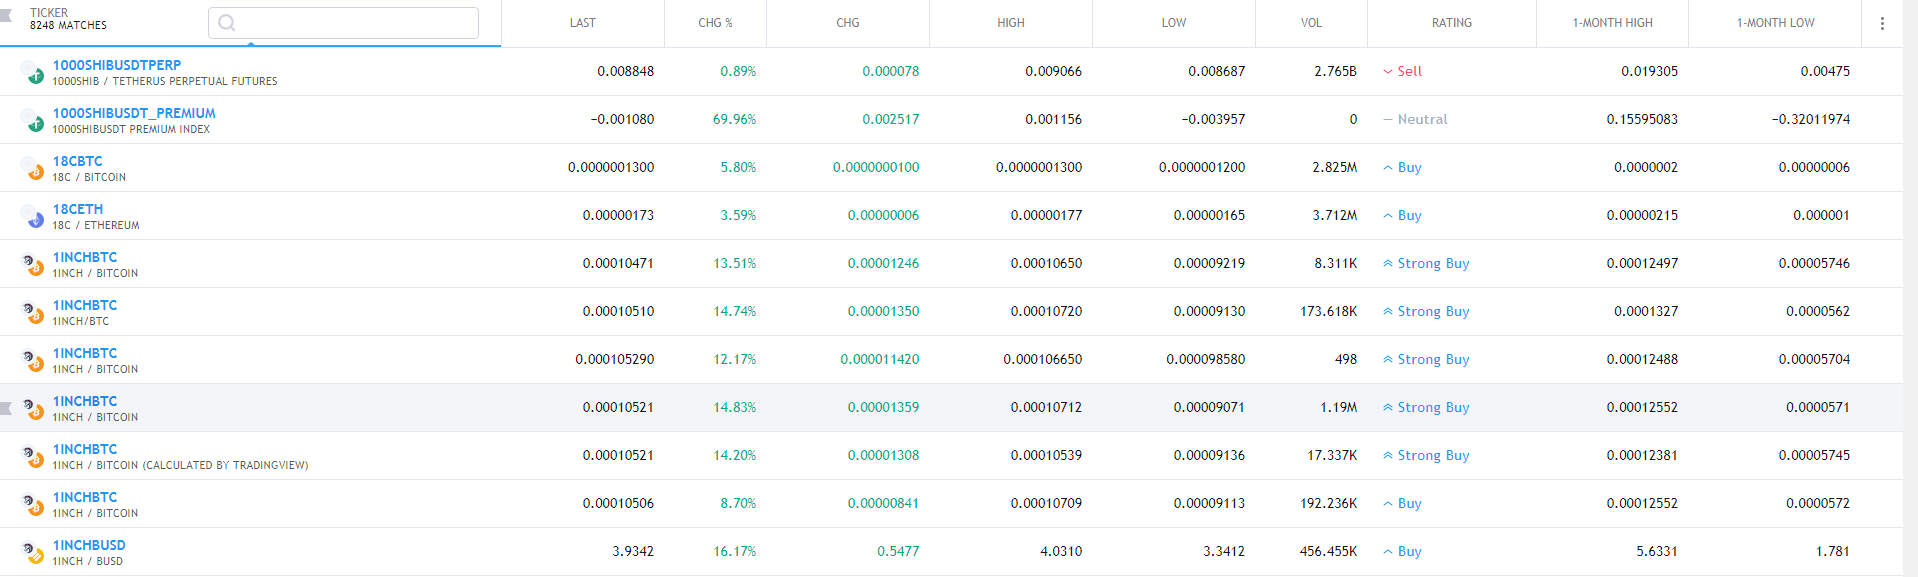 TICKER
8248 MATCHES
LAST CHG % CHG HIGH LOW VOL RATING 1-MONTH HIGH 1-MONTH LOW
1000SHIBUSDTPERP
1000SHIB / TETHERUS PERPETUAL FUTURES
0.008848 0.89% 0.000078 0.009066 0.008687 2.765B Sell 0.019305 0.00475
1000SHIBUSDT_PREMIUM
1000SHIBUSDT PREMIUM INDEX
−0.001080 69.96% 0.002517 0.001156 −0.003957 0 — Neutral 0.15595083 −0.32011974
18CBTC
18C / BITCOIN
0.0000001300 5.80% 0.0000000100 0.0000001300 0.0000001200 2.825M Buy 0.0000002 0.00000006
18CETH
18C / ETHEREUM
0.00000173 3.59% 0.00000006 0.00000177 0.00000165 3.712M Buy 0.00000215 0.000001
1INCHBTC
1INCH / BITCOIN
0.00010471 13.51% 0.00001246 0.00010650 0.00009219 8.311K Strong Buy 0.00012497 0.00005746
1INCHBTC
1INCH/BTC
0.00010510 14.74% 0.00001350 0.00010720 0.00009130 173.618K Strong Buy 0.0001327 0.0000562
1INCHBTC
1INCH / BITCOIN
0.000105290 12.17% 0.000011420 0.000106650 0.000098580 498 Strong Buy 0.00012488 0.00005704
1INCHBTC
1INCH / BITCOIN
0.00010521 14.83% 0.00001359 0.00010712 0.00009071 1.19M Strong Buy 0.00012552 0.0000571
1INCHBTC
1INCH / BITCOIN (CALCULATED BY TRADINGVIEW)
0.00010521 14.20% 0.00001308 0.00010539 0.00009136 17.337K Strong Buy 0.00012381 0.00005745
1INCHBTC
1INCH / BITCOIN
0.00010506 8.70% 0.00000841 0.00010709 0.00009113 192.236K Buy 0.00012552 0.0000572
1INCHBUSD
1INCH / BUSD
3.9342 16.17% 0.5477 4.0310 3.3412 456.455K Buy 5.6331 1.781